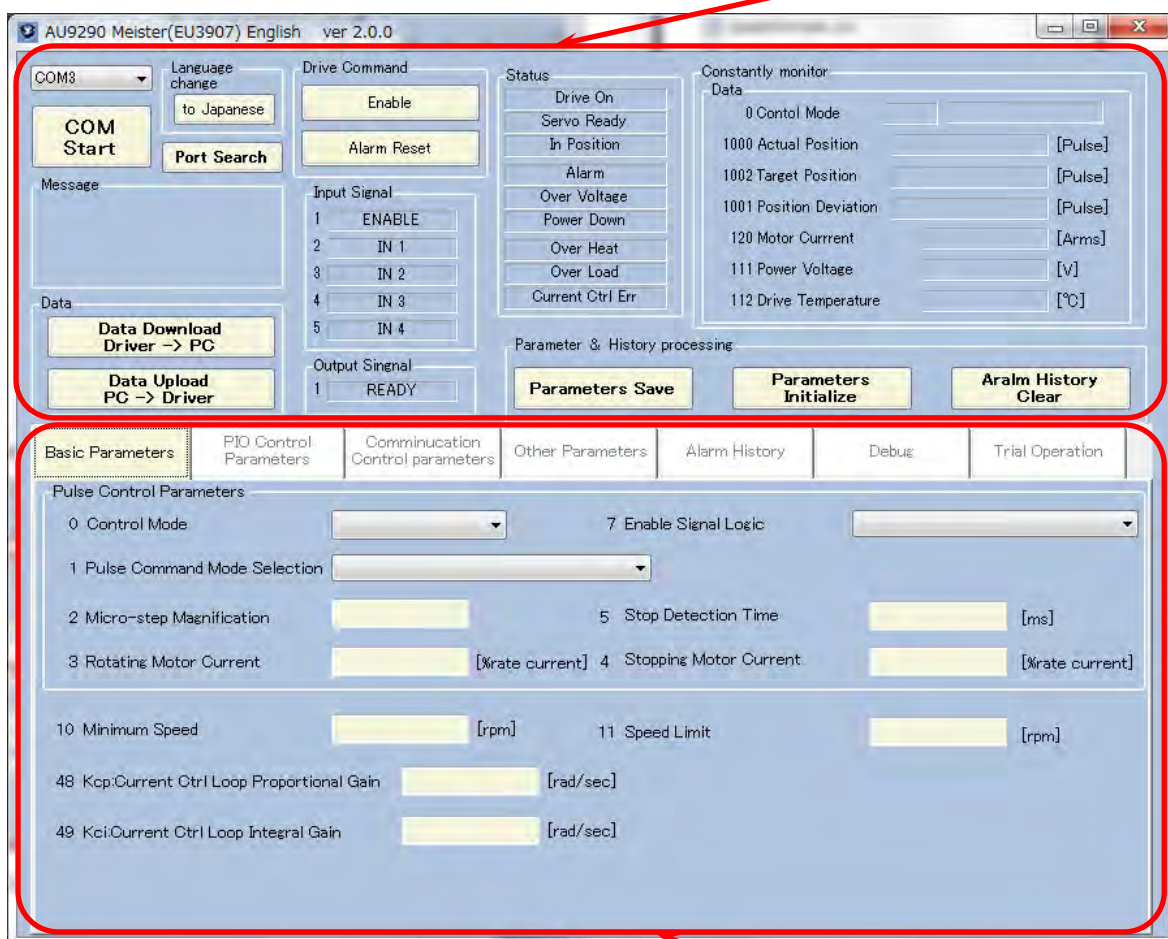 AU9290 Meister(EU3907) English ver 2.0.0
COM3
Language
change
to Japanese
COM
Start
Port Search
Drive Command
Enable
Alarm Reset
Status
Drive On
Servo Ready
In Position
Alarm
Over Voltage
Power Down
Over Heat
Over Load
Current Ctrl Err
Constantly monitor
Data
0 Contol Mode
1000 Actual Position [Pulse]
1002 Target Position [Pulse]
1001 Position Deviation [Pulse]
120 Motor Currrent [Arms]
111 Power Voltage [V]
112 Drive Temperature [℃]
Message
Input Signal
1 ENABLE
2 IN 1
3 IN 2
4 IN 3
5 IN 4
Data
Data Download
Driver -> PC
Data Upload
PC -> Driver
Output Singnal
1 READY
Parameter & History processing
Parameters Save
Parameters
Initialize
Aralm History
Clear
Basic Parameters
PIO Control
Parameters
Comminucation
Control parameters
Other Parameters
Alarm History
Debug
Trial Operation
Pulse Control Parameters
0 Control Mode
7 Enable Signal Logic
1 Pulse Command Mode Selection
2 Micro-step Magnification
5 Stop Detection Time [ms]
3 Rotating Motor Current [%rate current]
4 Stopping Motor Current [%rate current]
10 Minimum Speed [rpm]
11 Speed Limit [rpm]
48 Kcp:Current Ctrl Loop Proportional Gain [rad/sec]
49 Kci:Current Ctrl Loop Integral Gain [rad/sec]